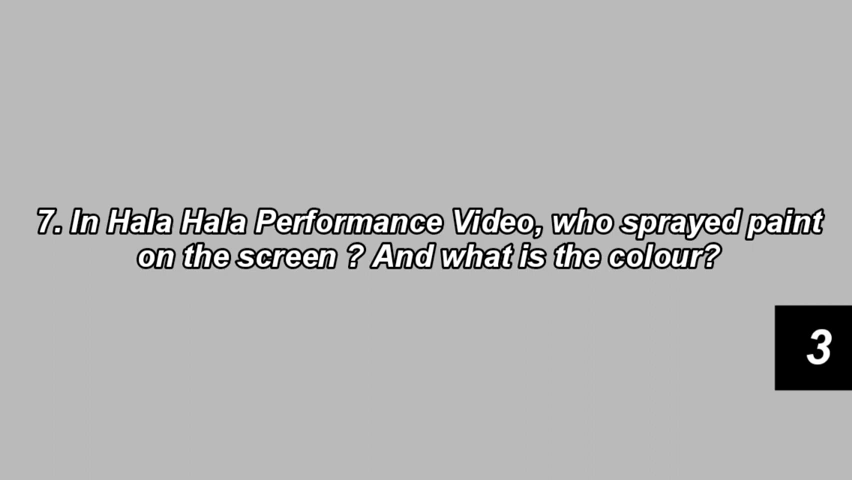 7. In Hala Hala Performance Video, who sprayed paint
on the screen ? And what is the colour?
3